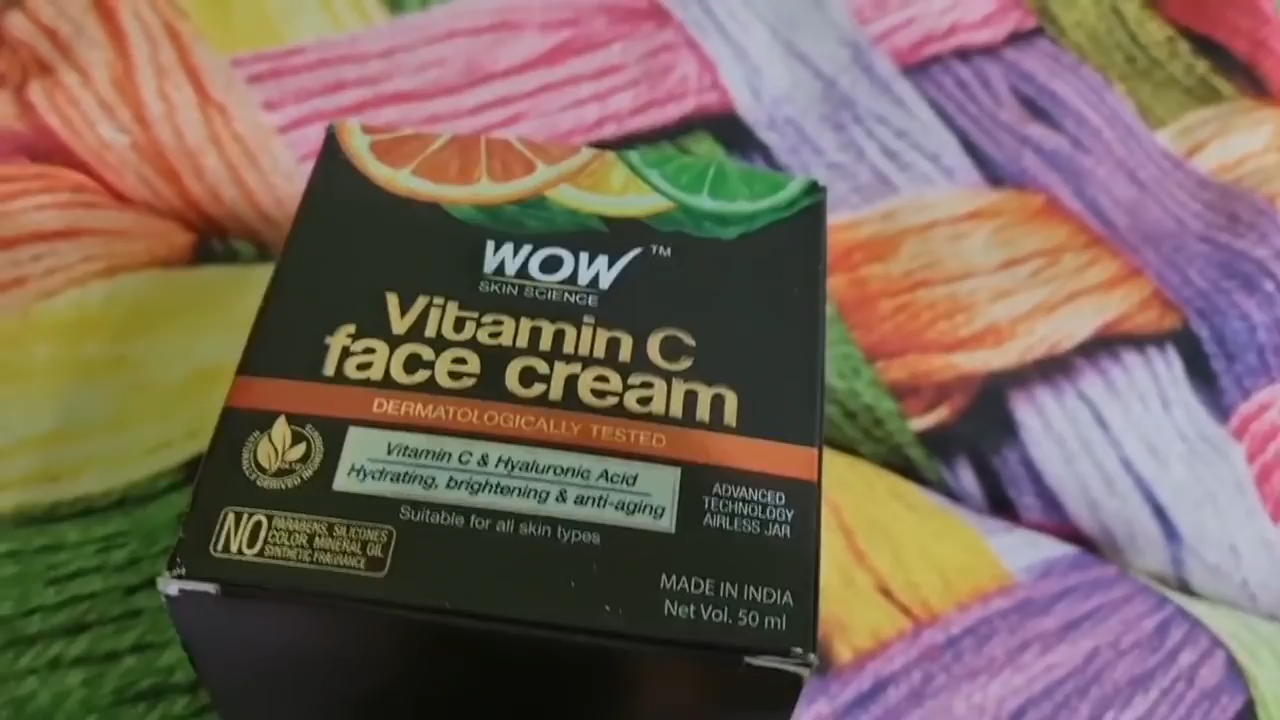 WOW™
SKIN SCIENCE
Vitamin C
face cream
DERMATOLOGICALLY TESTED
Vitamin C & Hyaluronic Acid
Hydrating, brightening & anti-aging
Suitable for all skin types
NO
PARABENS, SILICONES
COLOR, MINERAL OIL
SYNTHETIC FRAGRANCE
ADVANCED
TECHNOLOGY
AIRLESS JAR
MADE IN INDIA
Net Vol. 50 ml